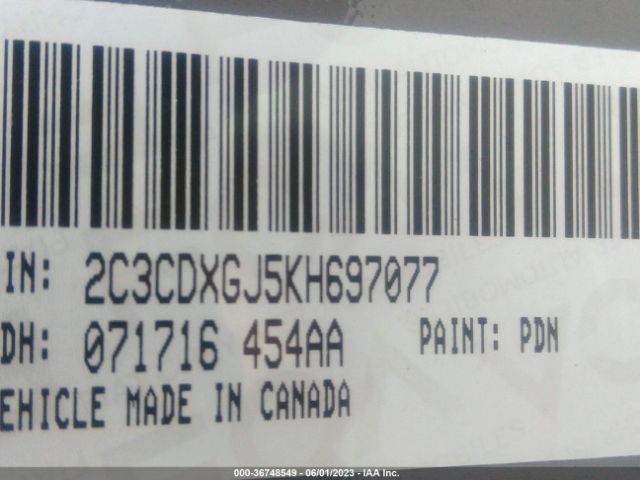 IN: 2C3CDXGJ5KH697077
DH: 071716 454AA PAINT: PDN
EHICLE MADE IN CANADA
000-36748549 - 06/01/2023 - IAA Inc.